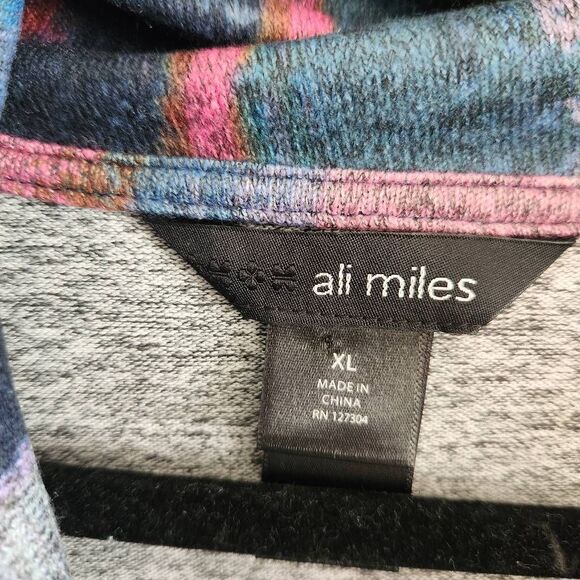 ali miles
XL
MADE IN
CHINA
RN 127304